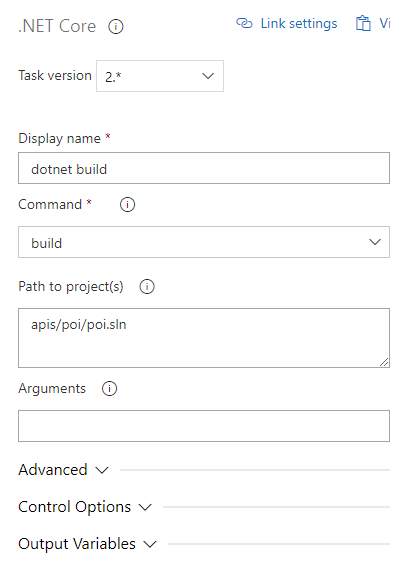 .NET Core
Link settings
Vi
Task version 2.*
Display name *
dotnet build
Command *
build
Path to project(s)
apis/poi/poi.sln
Arguments
Advanced
Control Options
Output Variables